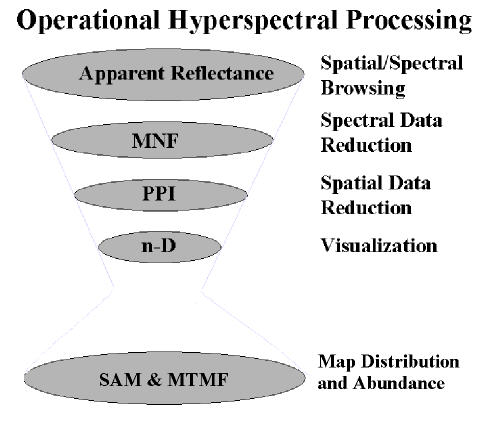 Operational Hyperspectral Processing
Apparent Reflectance
Spatial/Spectral
Browsing
MNF
Spectral Data
Reduction
PPI
Spatial Data
Reduction
n-D
Visualization
SAM & MTMF
Map Distribution
and Abundance